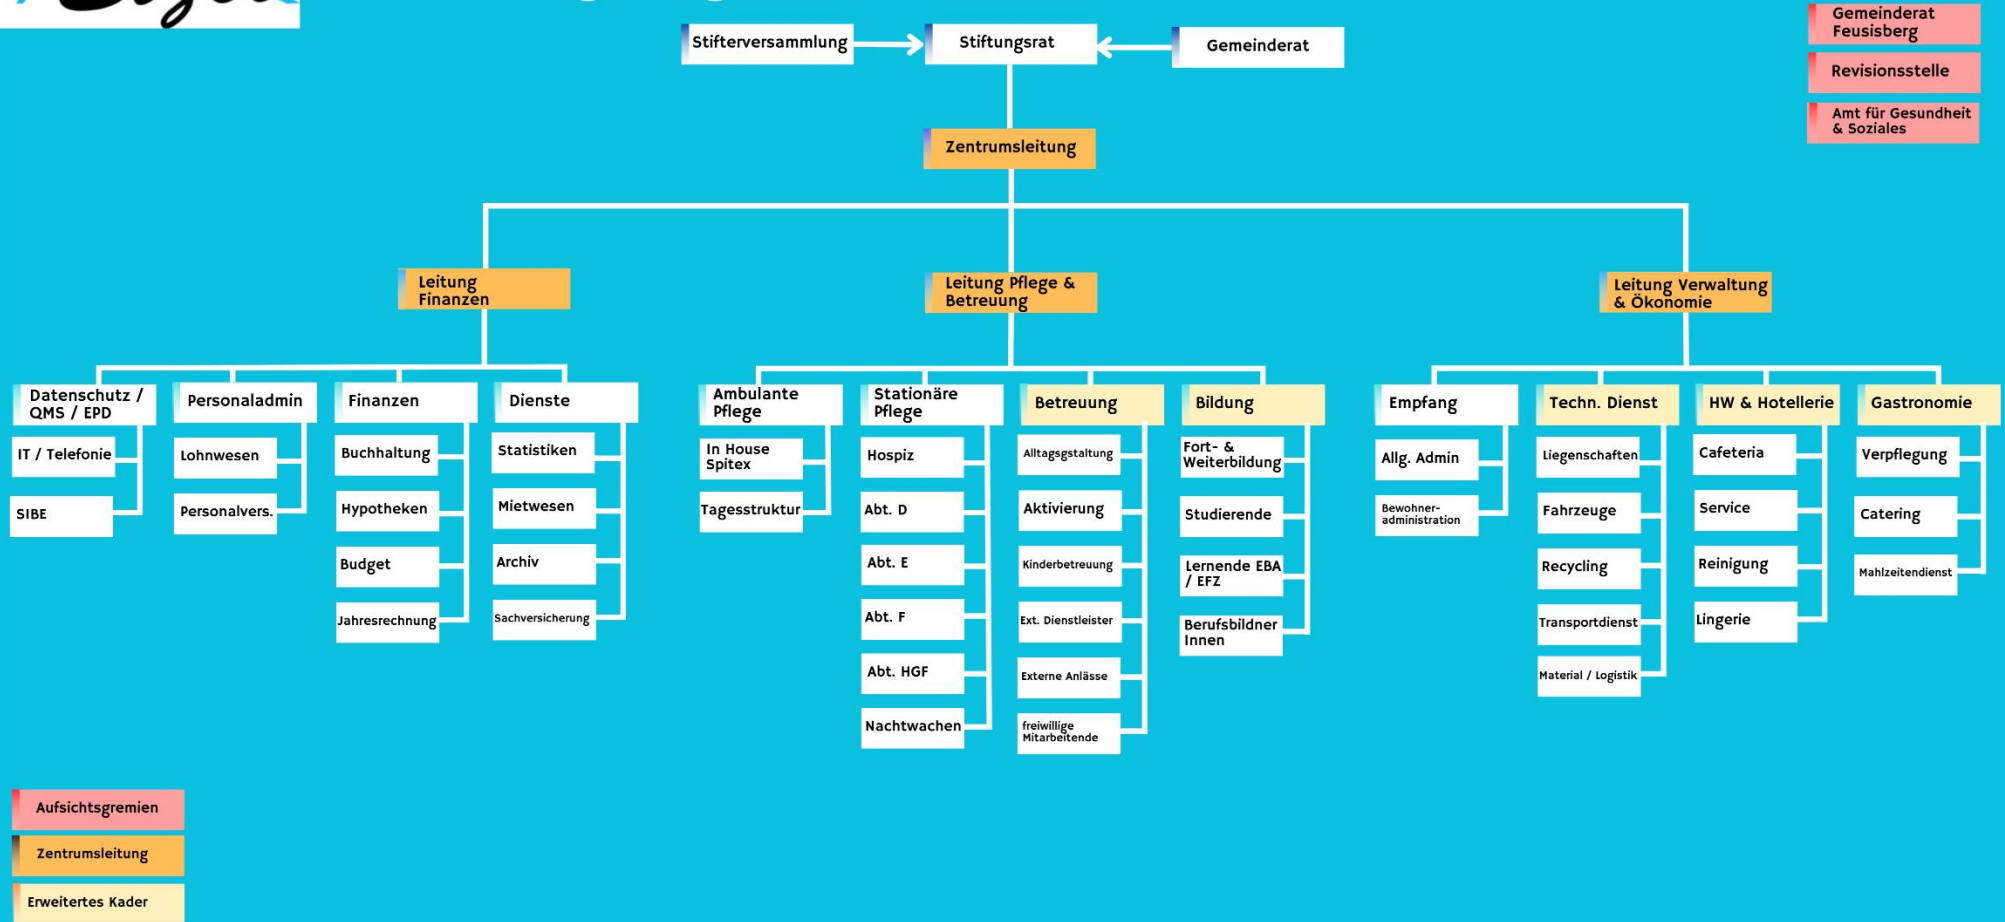 Stifterversammlung
Stiftungsrat
Gemeinderat
Gemeinderat
Feusisberg
Revisionsstelle
Amt für Gesundheit
& Soziales
Zentrumsleitung
Leitung
Finanzen
Leitung Pflege &
Betreuung
Leitung Verwaltung
& Ökonomie
Datenschutz /
QMS / EPD
IT / Telefonie
SIBE
Personaladmin
Lohnwesen
Personalvers.
Finanzen
Buchhaltung
Hypotheken
Budget
Jahresrechnung
Dienste
Statistiken
Mietwesen
Archiv
Sachversicherung
Ambulante
Pflege
In House
Spitex
Tagesstruktur
Stationäre
Pflege
Hospiz
Abt. D
Abt. E
Abt. F
Abt. HGF
Nachtwachen
Betreuung
Alltagsgstaltung
Aktivierung
Kinderbetreuung
Ext. Dienstleister
Externe Anlässe
freiwillige
Mitarbeitende
Bildung
Fort- &
Weiterbildung
Studierende
Lernende EBA
/ EFZ
Berufsbildner
Innen
Empfang
Allg. Admin
Bewohner-
administration
Techn. Dienst
Liegenschaften
Fahrzeuge
Recycling
Transportdienst
Material / Logistik
HW & Hotellerie
Cafeteria
Service
Reinigung
Lingerie
Gastronomie
Verpflegung
Catering
Mahlzeitendienst
Aufsichtsgremien
Zentrumsleitung
Erweitertes Kader